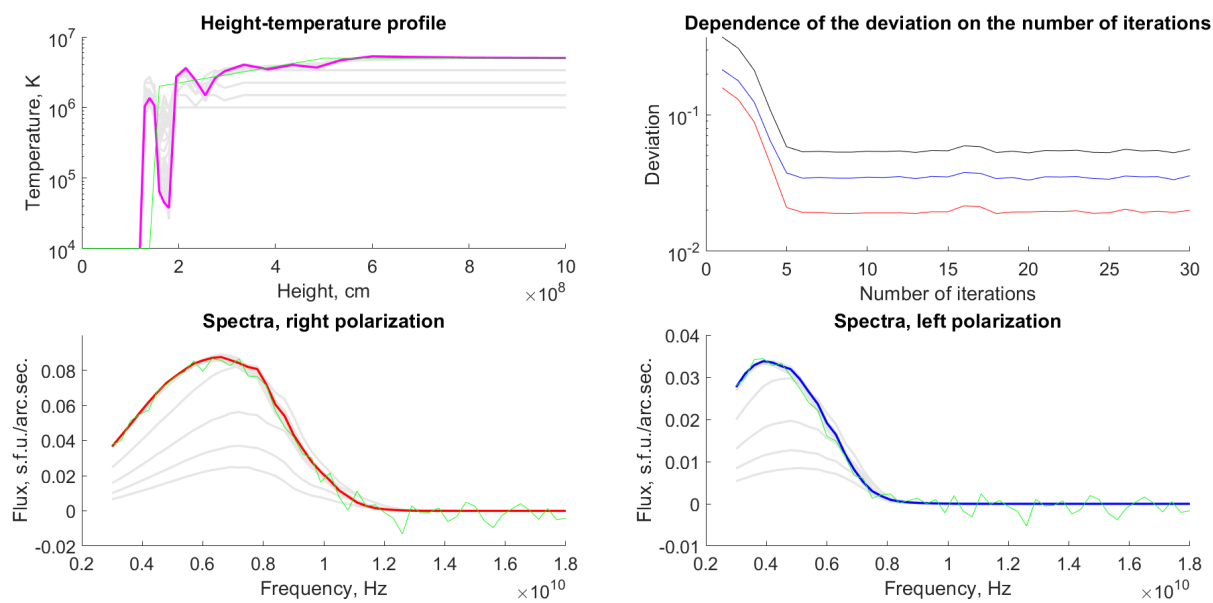 Height-temperature profile
Temperature, K
10^7
10^6
10^5
10^4
0 2 4 6 8 10
Height, cm
×10^8
Dependence of the deviation on the number of iterations
Deviation
10^-1
10^-2
0 5 10 15 20 25 30
Number of iterations
Spectra, right polarization
Flux, s.f.u./arc.sec.
0.08
0.06
0.04
0.02
0
-0.02
0.2 0.4 0.6 0.8 1 1.2 1.4 1.6 1.8
Frequency, Hz
×10^10
Spectra, left polarization
Flux, s.f.u./arc.sec.
0.04
0.03
0.02
0.01
0
-0.01
0.2 0.4 0.6 0.8 1 1.2 1.4 1.6 1.8
Frequency, Hz
×10^10